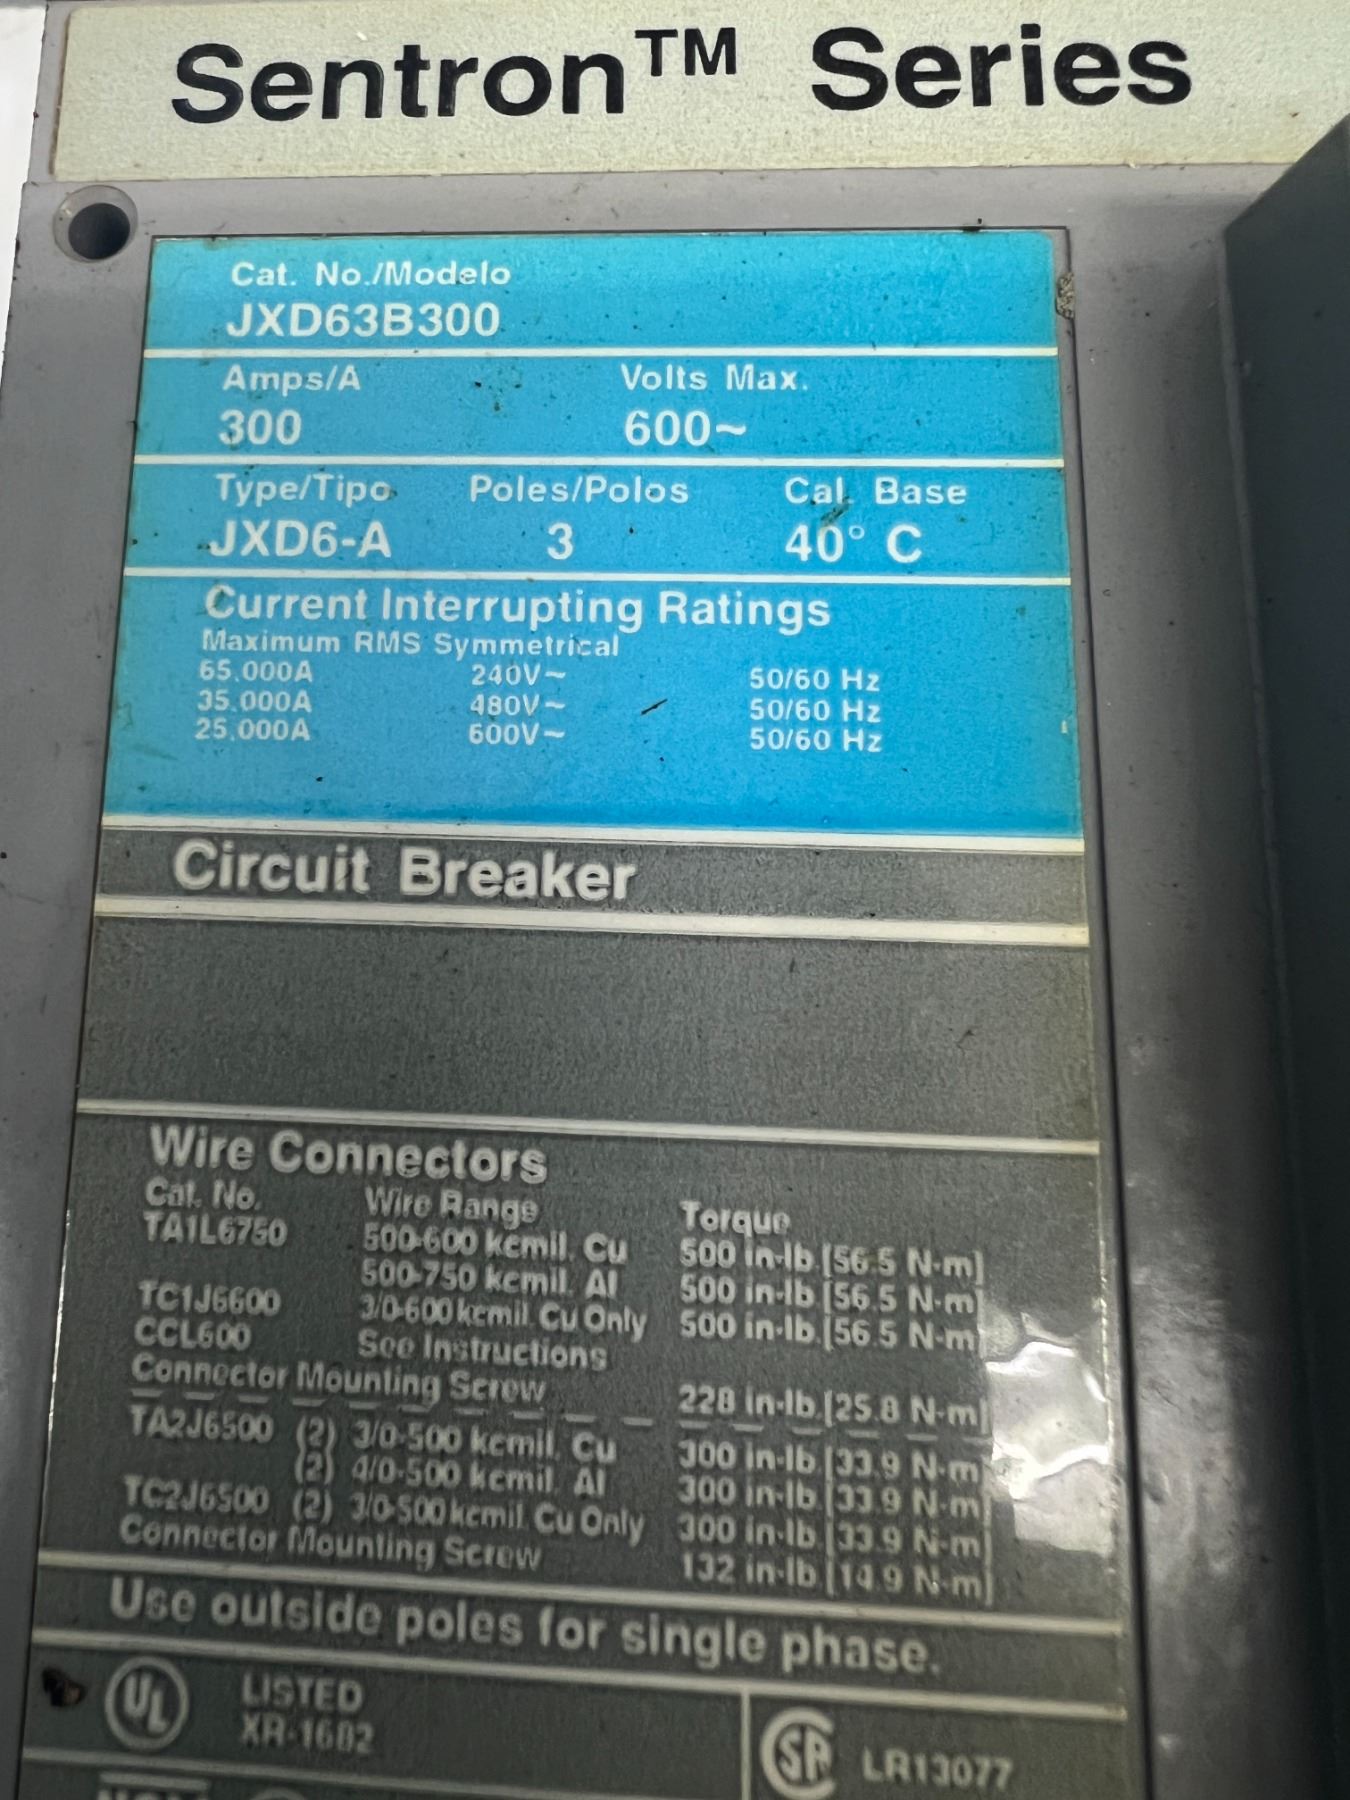 Sentron™ Series
Cat. No./Modelo
JXD63B300
Amps/A Volts Max.
300 600~
Type/Tipo Poles/Polos Cal. Base
JXD6-A 3 40° C
Current Interrupting Ratings
Maximum RMS Symmetrical
65.000A 240V~ 50/60 Hz
35.000A 480V~ 50/60 Hz
25.000A 600V~ 50/60 Hz
Circuit Breaker
Wire Connectors
Cat. No. Wire Range Torque
TA1L6750 500-600 kcmil. Cu 500 in-lb.[56.5 N-m]
500-750 kcmil. Al 500 in-lb.[56.5 N-m]
TC1J6600 3/0-600 kcmil. Cu Only 500 in-lb.[56.5 N-m]
CCL600 See Instructions
Connector Mounting Screw 228 in-lb.[25.8 N-m]
TA2J6500 (2) 3/0-500 kcmil. Cu 300 in-lb.[33.9 N-m]
(2) 4/0-500 kcmil. Al 300 in-lb.[33.9 N-m]
TC2J6500 (2) 3/0-500 kcmil. Cu Only 300 in-lb.[33.9 N-m]
Connector Mounting Screw 132 in-lb.[14.9 N-m]
Use outside poles for single phase.
UL LISTED
XR-1682
SA LR13077